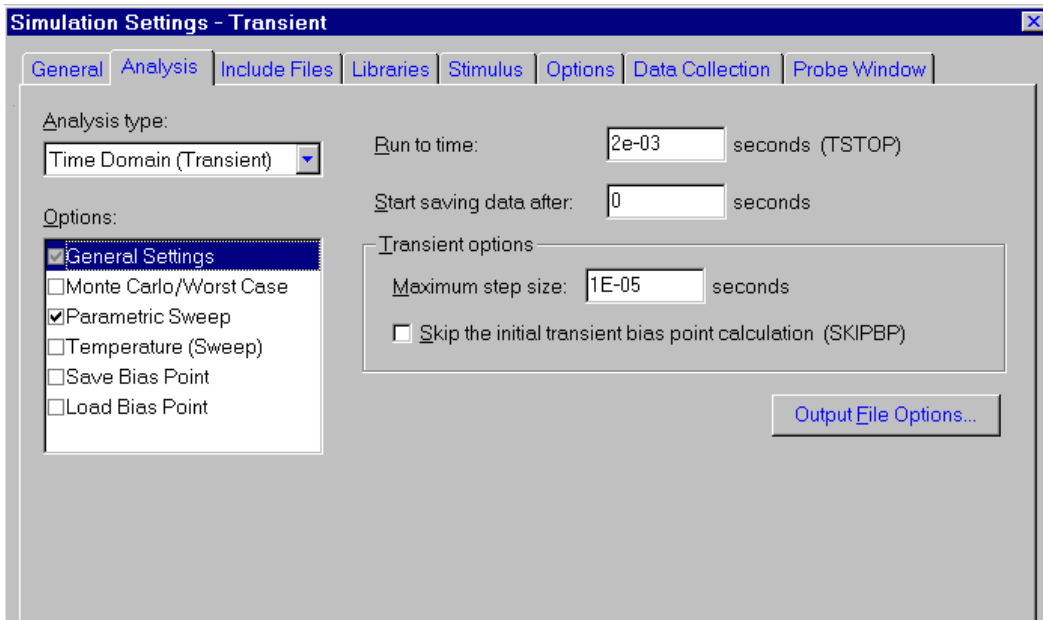 Simulation Settings - Transient
General Analysis Include Files Libraries Stimulus Options Data Collection Probe Window
Analysis type:
Time Domain (Transient)
Options:
General Settings
Monte Carlo/Worst Case
Parametric Sweep
Temperature (Sweep)
Save Bias Point
Load Bias Point
Run to time: 2e-03 seconds (TSTOP)
Start saving data after: 0 seconds
Transient options
Maximum step size: 1E-05 seconds
Skip the initial transient bias point calculation (SKIPBP)
Output File Options...